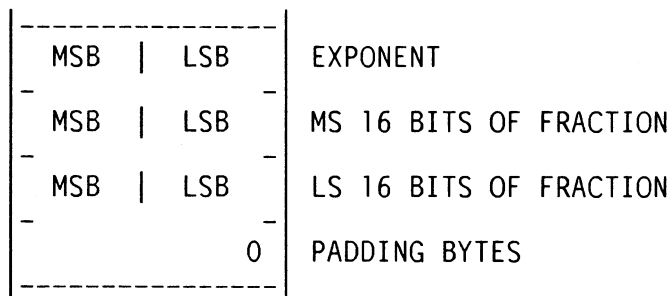 MSB | LSB EXPONENT
MSB | LSB MS 16 BITS OF FRACTION
MSB | LSB LS 16 BITS OF FRACTION
0 PADDING BYTES